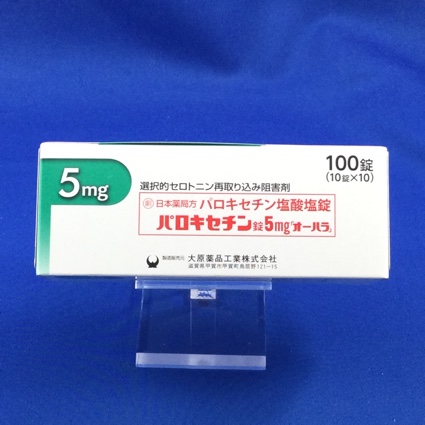 5mg
選択的セロトニン再取り込み阻害剤
100錠
(10錠×10)
劇 日本薬局方 パロキセチン塩酸塩錠
パロキセチン錠5mg「オーハラ」
製造販売元 大原薬品工業株式会社
滋賀県甲賀市甲賀町鳥居野121-15